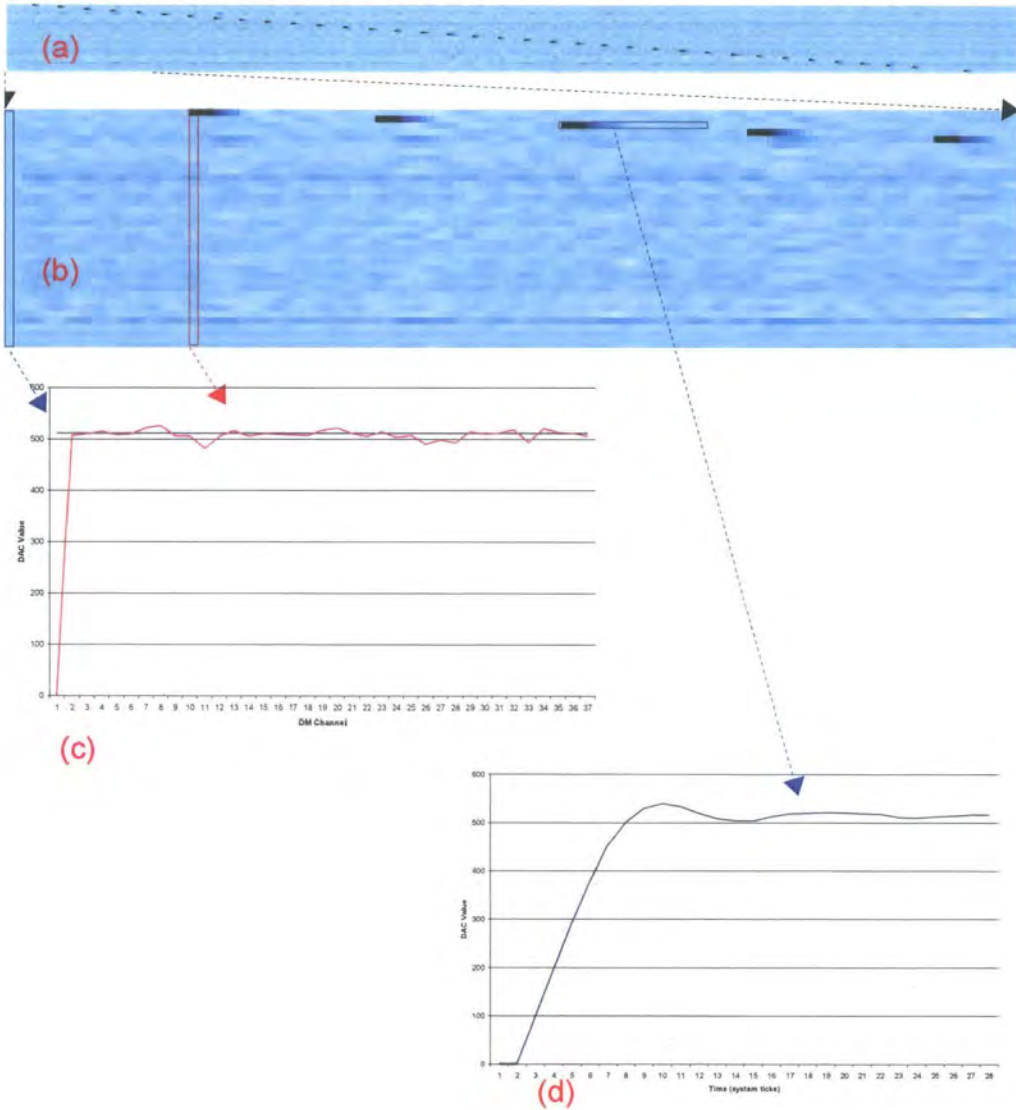 (a)
(b)
600
500
400
300
200
100
0
DAC Value
1 2 3 4 5 6 7 8 9 10 11 12 13 14 15 16 17 18 19 20 21 22 23 24 25 26 27 28 29 30 31 32 33 34 35 36 37
DM Channel
(c)
600
500
400
300
200
100
0
DAC Value
1 2 3 4 5 6 7 8 9 10 11 12 13 14 15 16 17 18 19 20 21 22 23 24 25 26 27 28
Time (system ticks)
(d)